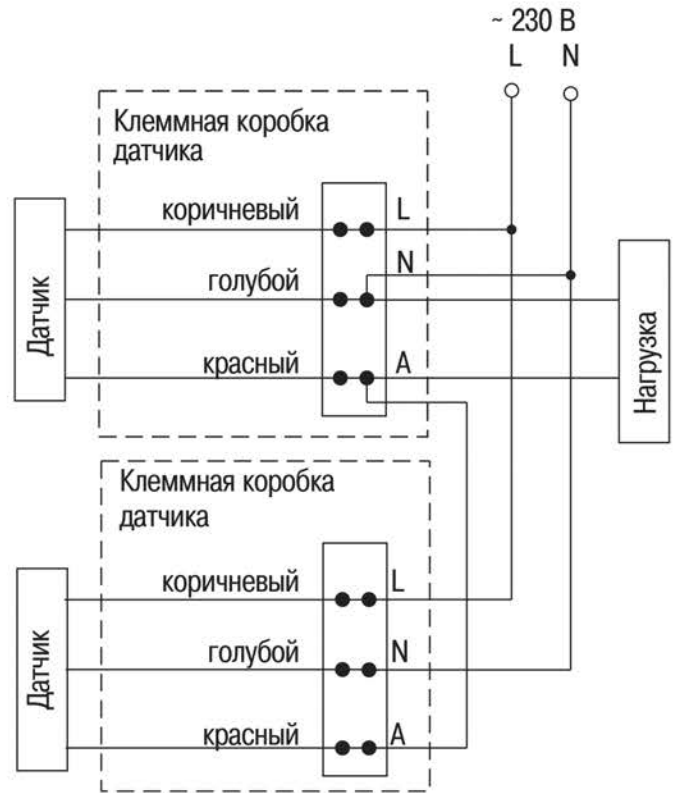 ~ 230 В
L N
Клеммная коробка
датчика
коричневый L
голубой N
красный A
Датчик
Нагрузка
Клеммная коробка
датчика
коричневый L
голубой N
красный A
Датчик